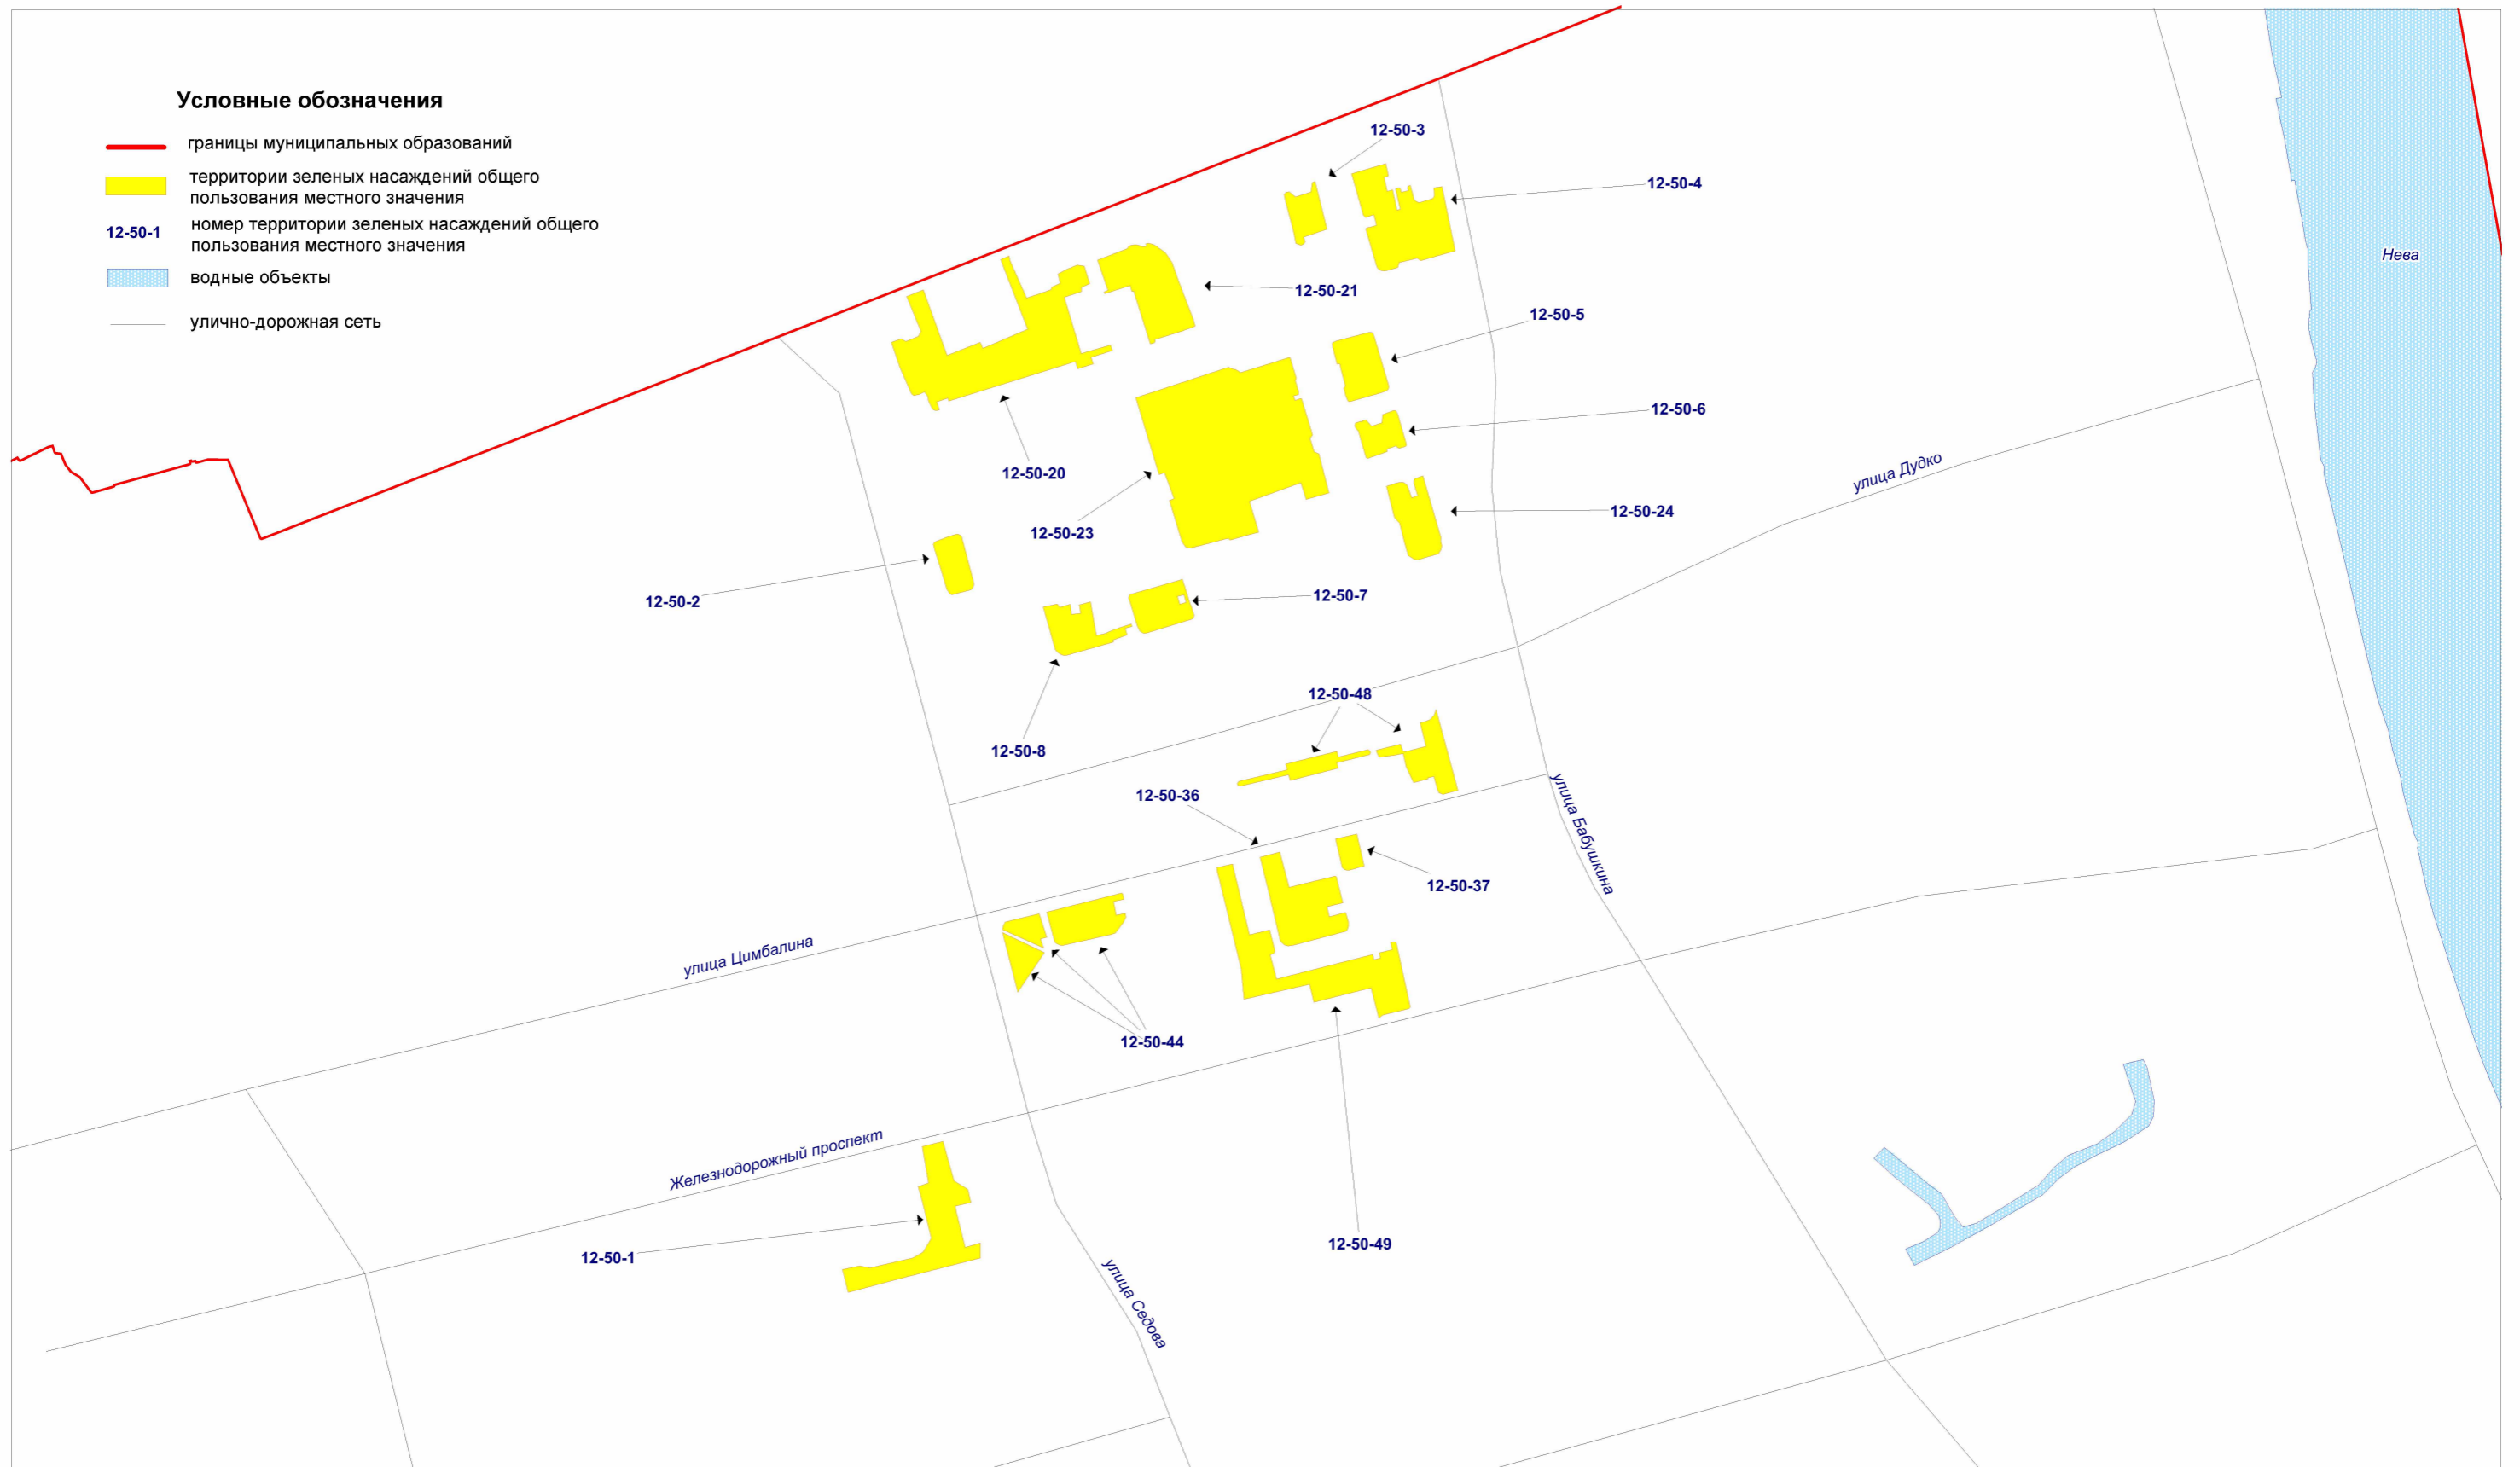 Условные обозначения
границы муниципальных образований
территории зеленых насаждений общего
пользования местного значения
12-50-1
номер территории зеленых насаждений общего
пользования местного значения
водные объекты
улично-дорожная сеть
12-50-3
12-50-4
Нева
12-50-21
12-50-5
12-50-6
12-50-20
улица Дудко
12-50-24
12-50-23
12-50-7
12-50-2
12-50-48
12-50-8
12-50-36
улица Бабушкина
12-50-37
улица Цимбалина
12-50-44
Железнодорожный проспект
12-50-49
12-50-1
улица Седова